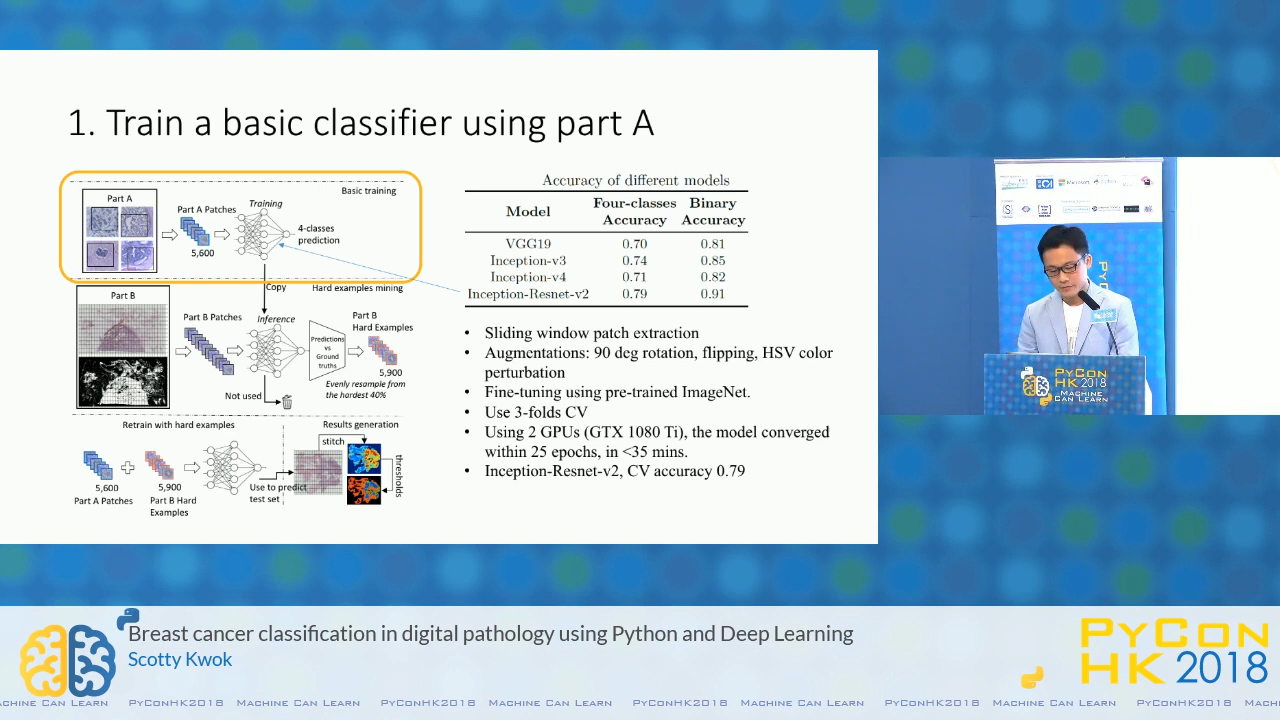 1. Train a basic classifier using part A
Basic training
Part A
Part A Patches
5,600
Training
4-classes
prediction
Copy
Hard examples mining
Part B
Part B Patches
Inference
Predictions
vs
Ground
truths
Part B
Hard Examples
5,900
Evenly resample from
the hardest 40%
Not used
Retrain with hard examples
Results generation
5,600
Part A Patches
5,900
Part B Hard
Examples
Use to predict
test set
stitch
thresholds
Accuracy of different models
Model Four-classes Accuracy Binary Accuracy
VGG19 0.70 0.81
Inception-v3 0.74 0.85
Inception-v4 0.71 0.82
Inception-Resnet-v2 0.79 0.91
• Sliding window patch extraction
• Augmentations: 90 deg rotation, flipping, HSV color
perturbation
• Fine-tuning using pre-trained ImageNet.
• Use 3-folds CV
• Using 2 GPUs (GTX 1080 Ti), the model converged
within 25 epochs, in <35 mins.
• Inception-Resnet-v2, CV accuracy 0.79
Microsoft
PYCON
HK 2018
MACHINE
CAN LEARN
Breast cancer classification in digital pathology using Python and Deep Learning
Scotty Kwok
PYCON
HK 2018
ACHINE CAN LEARN PYCONHK2018 MACHINE CAN LEARN PYCONHK2018 MACHINE CAN LEARN PYCONHK2018 MACHINE CAN LEARN PYCONHK2018 MACHINE CAN LEARN PYCONHK2018 MACH